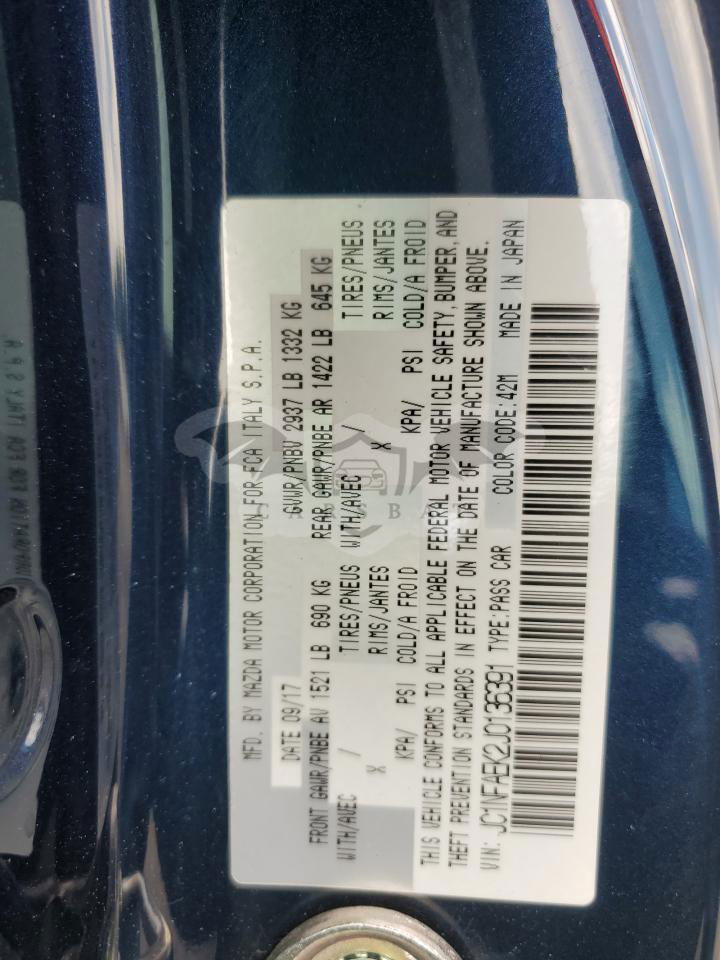 MFD. BY MAZDA MOTOR CORPORATION FOR FCA ITALY S.P.A.
DATE 09/17 GVWR/PNBV 2937 LB 1332 KG
FRONT GAWR/PNBE AV 1521 LB 690 KG REAR GAWR/PNBE AR 1422 LB 645 KG
WITH/AVEC / TIRES/PNEUS WITH/AVEC / TIRES/PNEUS
X RIMS/JANTES X RIMS/JANTES
KPA/ PSI COLD/A FROID KPA/ PSI COLD/A FROID
THIS VEHICLE CONFORMS TO ALL APPLICABLE FEDERAL MOTOR VEHICLE SAFETY, BUMPER, AND
THEFT PREVENTION STANDARDS IN EFFECT ON THE DATE OF MANUFACTURE SHOWN ABOVE.
VIN: JC1NFAEK2J0136391 TYPE:PASS CAR COLOR CODE:42M MADE IN JAPAN